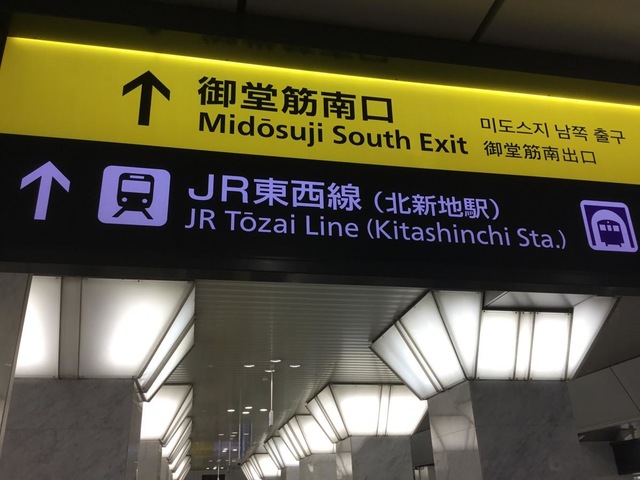 御堂筋南口
Midōsuji South Exit
미도스지 남쪽 출구
御堂筋南出口
JR東西線（北新地駅）
JR Tōzai Line (Kitashinchi Sta.)